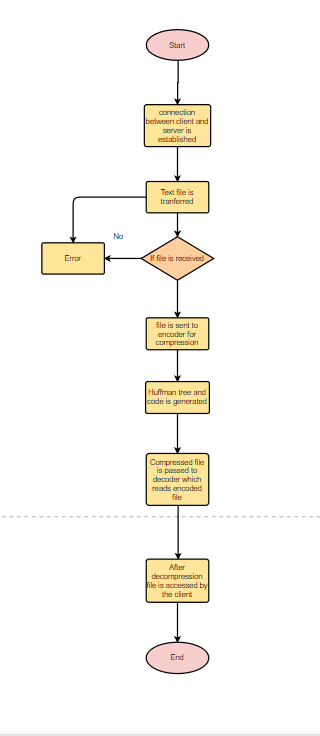 Start
connection
between client and
server is
established
Text file is
tranferred
No
Error
If file is received
file is sent to
encoder for
compression
Huffman tree and
code is generated
Compressed file
is passed to
decoder which
reads encoded
file
After
decompression
file is accessed by
the client
End